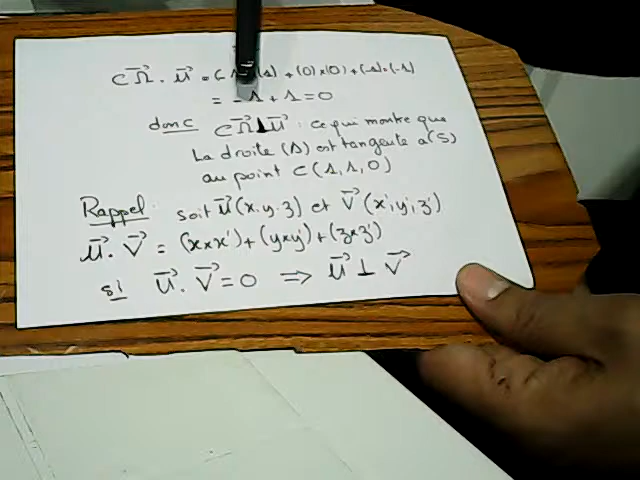 CΩ⃗ . u⃗ = (-1)×(1) + (0)×(0) + (-1)×(-1)
= -1 + 1 = 0
donc CΩ⃗ ⊥ u⃗ : ce qui montre que
La droite (Δ) est tangente a (S)
au point C (1, 1, 0)
Rappel: soit u⃗ (x, y, z) et V⃗ (x', y', z')
u⃗ . V⃗ = (x×x') + (y×y') + (z×z')
si u⃗ . V⃗ = 0 ⟹ u⃗ ⊥ V⃗